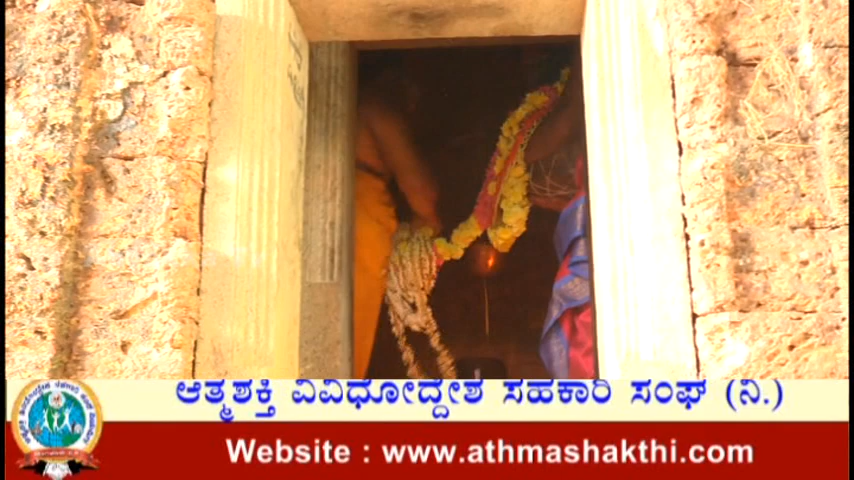 ಆತ್ಮಶಕ್ತಿ ವಿವಿಧೋದ್ದೇಶ ಸಹಕಾರಿ ಸಂಘ (ನಿ.)
Website : www.athmashakthi.com